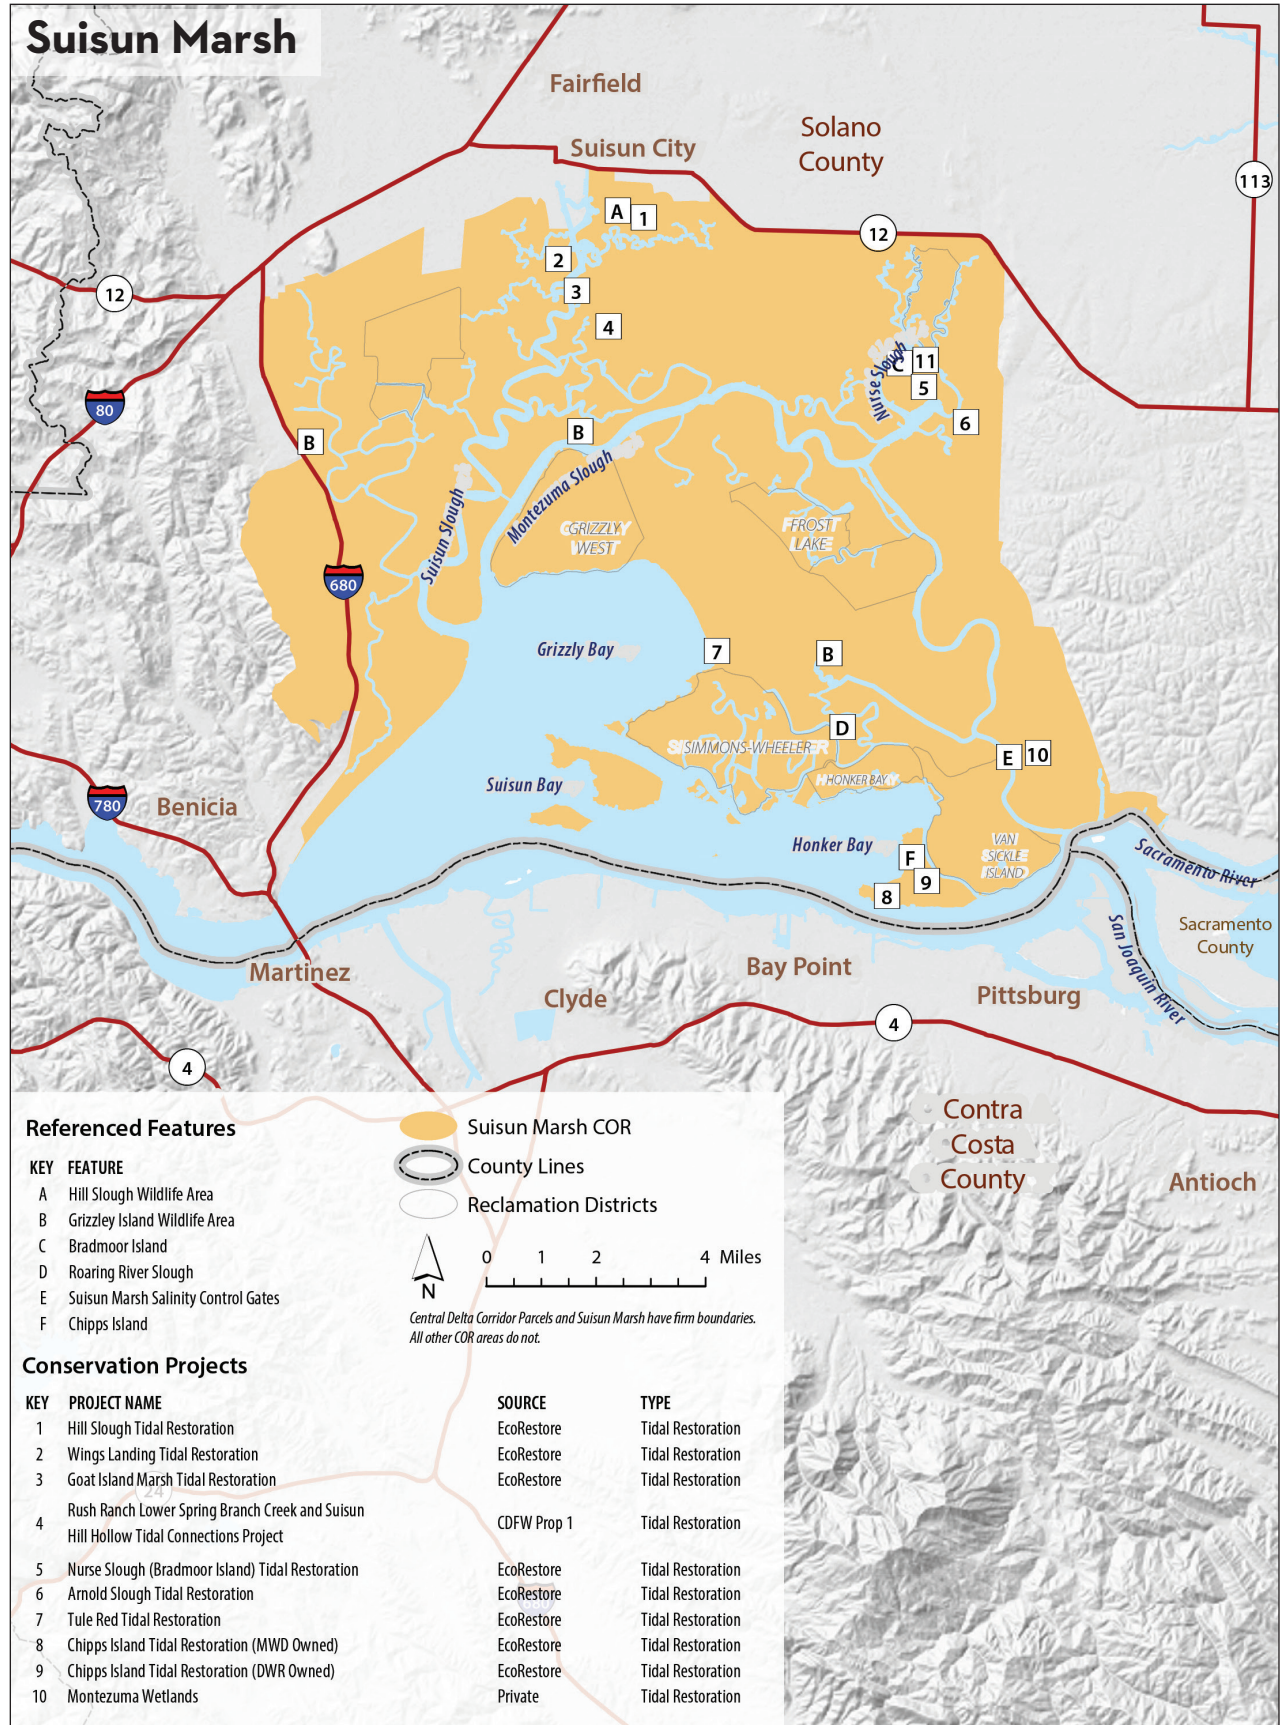 Suisun Marsh
Fairfield
Suisun City
Solano
County
113
12
12
80
680
780
A
1
2
3
4
B
B
Nurse Slough
C
11
5
6
Montezuma Slough
Suisun Slough
GRIZZLY
WEST
FROST
LAKE
Grizzly Bay
7
B
D
SIMMONS-WHEELER
E
10
Suisun Bay
HONKER BAY
Benicia
Honker Bay
VAN
SICKLE
ISLAND
F
9
8
Sacramento River
Sacramento
County
San Joaquin River
Martinez
Clyde
Bay Point
Pittsburg
4
4
Contra
Costa
County
Antioch
Referenced Features
KEY FEATURE
A Hill Slough Wildlife Area
B Grizzley Island Wildlife Area
C Bradmoor Island
D Roaring River Slough
E Suisun Marsh Salinity Control Gates
F Chipps Island
Suisun Marsh COR
County Lines
Reclamation Districts
N
0 1 2 4 Miles
Central Delta Corridor Parcels and Suisun Marsh have firm boundaries.
All other COR areas do not.
Conservation Projects
KEY PROJECT NAME SOURCE TYPE
1 Hill Slough Tidal Restoration EcoRestore Tidal Restoration
2 Wings Landing Tidal Restoration EcoRestore Tidal Restoration
3 Goat Island Marsh Tidal Restoration EcoRestore Tidal Restoration
24
4 Rush Ranch Lower Spring Branch Creek and Suisun
Hill Hollow Tidal Connections Project CDFW Prop 1 Tidal Restoration
5 Nurse Slough (Bradmoor Island) Tidal Restoration EcoRestore Tidal Restoration
6 Arnold Slough Tidal Restoration EcoRestore Tidal Restoration
680
7 Tule Red Tidal Restoration EcoRestore Tidal Restoration
8 Chipps Island Tidal Restoration (MWD Owned) EcoRestore Tidal Restoration
9 Chipps Island Tidal Restoration (DWR Owned) EcoRestore Tidal Restoration
10 Montezuma Wetlands Private Tidal Restoration